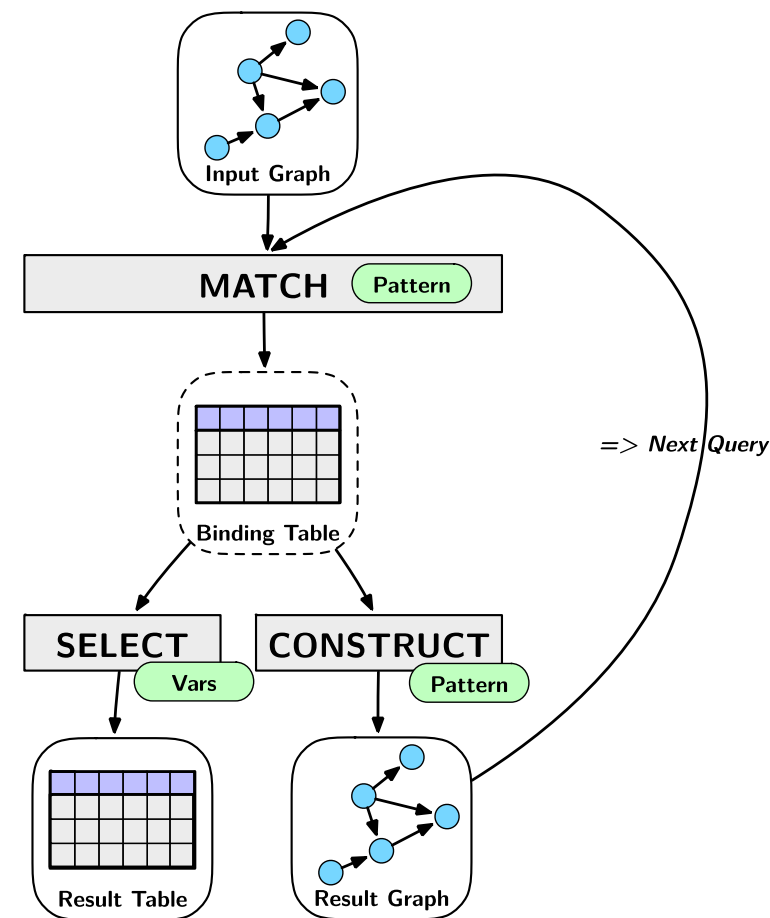 Input Graph
MATCH
Pattern
=> Next Query
Binding Table
SELECT
CONSTRUCT
Vars
Pattern
Result Table
Result Graph